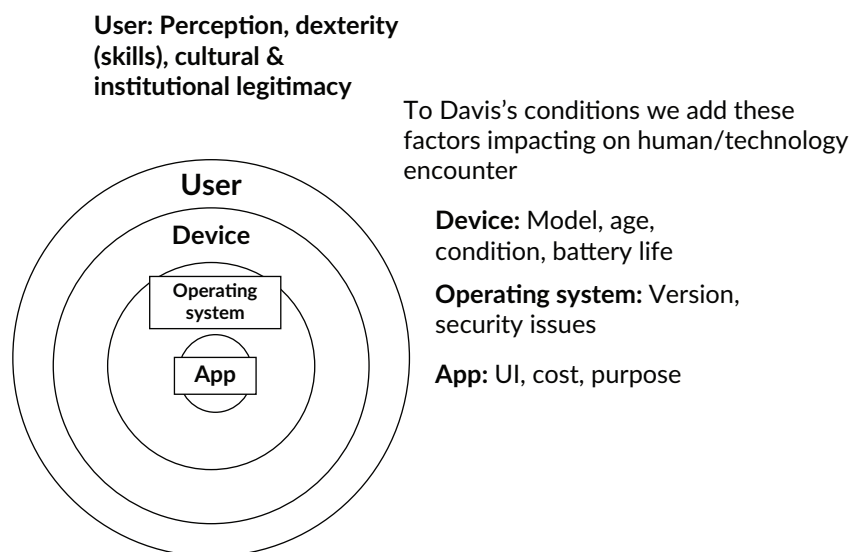 User: Perception, dexterity
(skills), cultural &
institutional legitimacy
To Davis's conditions we add these
factors impacting on human/technology
encounter
User
Device
Operating
system
App
Device: Model, age,
condition, battery life
Operating system: Version,
security issues
App: UI, cost, purpose